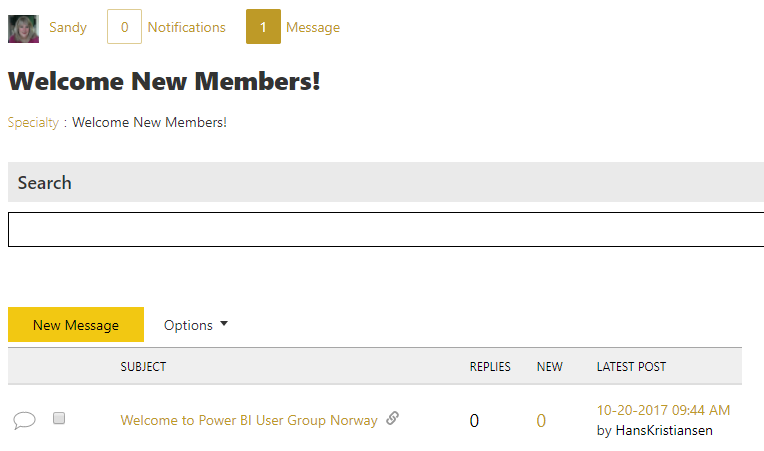 Sandy 0 Notifications 1 Message
Welcome New Members!
Specialty : Welcome New Members!
Search
New Message Options
SUBJECT REPLIES NEW LATEST POST
Welcome to Power BI User Group Norway 0 0 10-20-2017 09:44 AM
by HansKristiansen